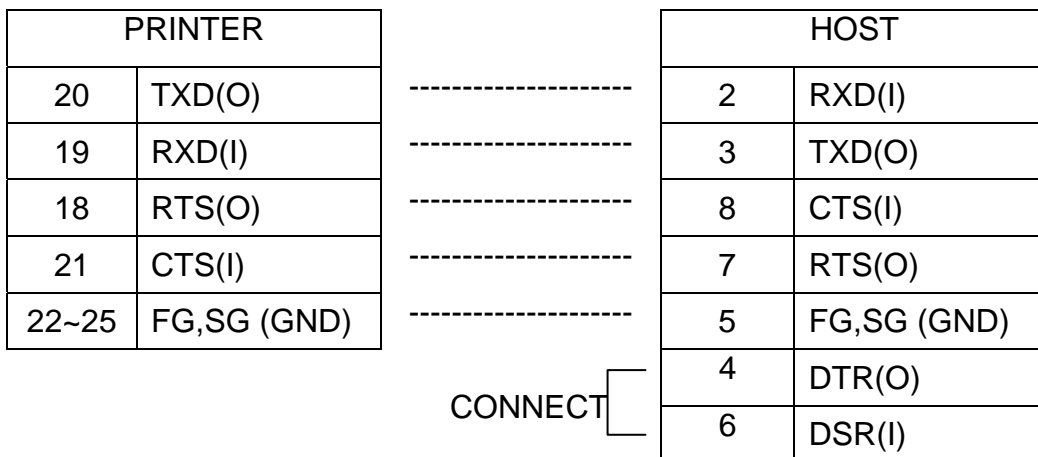 PRINTER HOST
20 TXD(O) --------------------- 2 RXD(I)
19 RXD(I) --------------------- 3 TXD(O)
18 RTS(O) --------------------- 8 CTS(I)
21 CTS(I) --------------------- 7 RTS(O)
22~25 FG,SG (GND) --------------------- 5 FG,SG (GND)
4 DTR(O)
CONNECT
6 DSR(I)